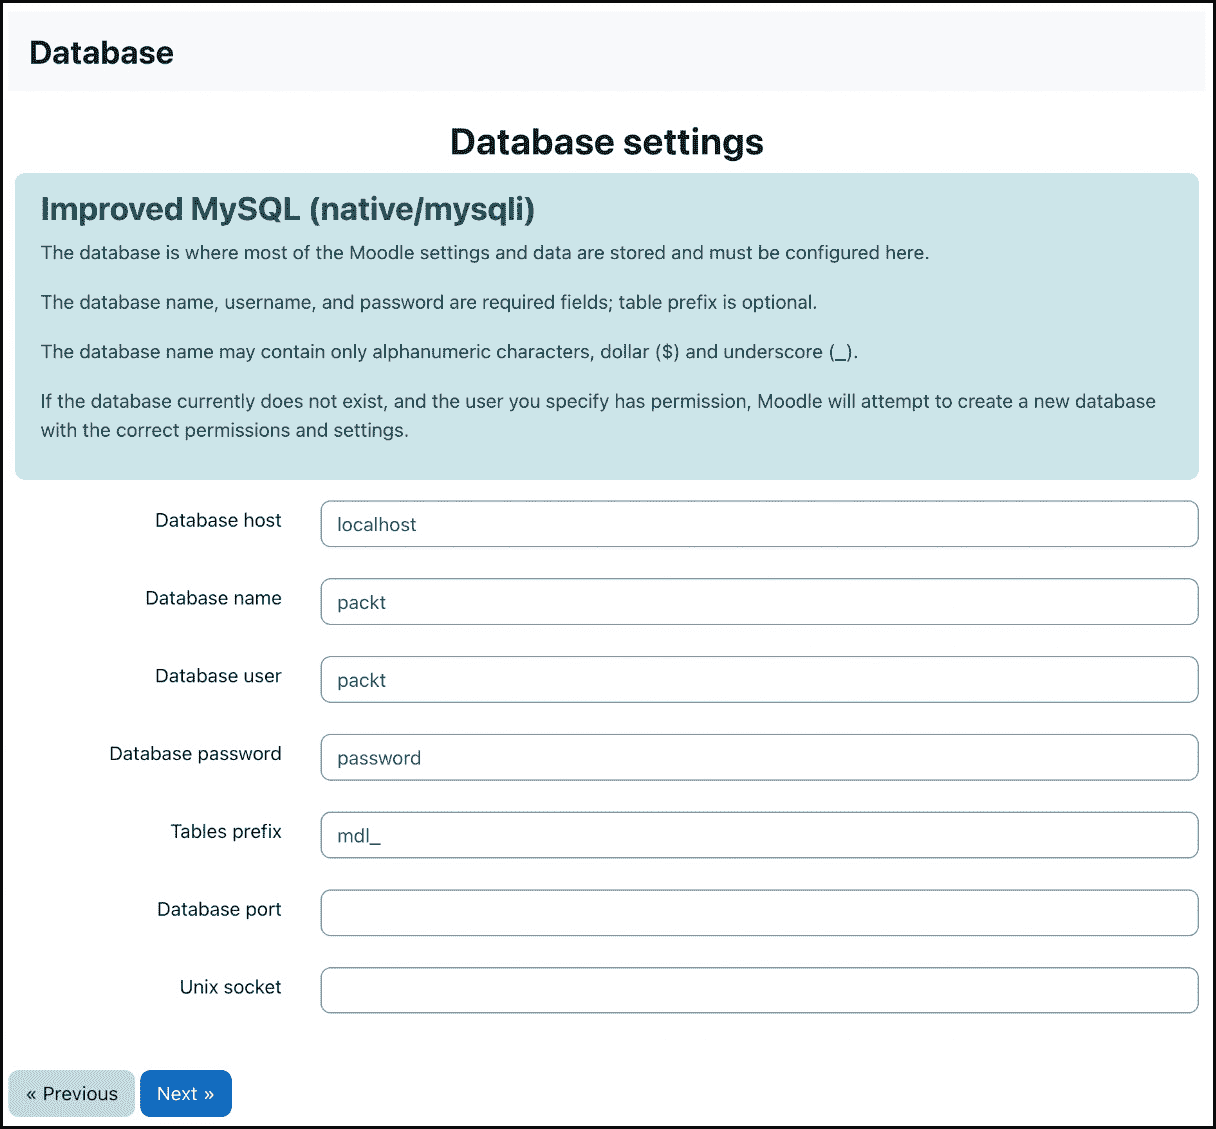 Database
Database settings
Improved MySQL (native/mysqli)
The database is where most of the Moodle settings and data are stored and must be configured here.
The database name, username, and password are required fields; table prefix is optional.
The database name may contain only alphanumeric characters, dollar ($) and underscore (_).
If the database currently does not exist, and the user you specify has permission, Moodle will attempt to create a new database
with the correct permissions and settings.
Database host
localhost
Database name
packt
Database user
packt
Database password
password
Tables prefix
mdl_
Database port
Unix socket
« Previous
Next »